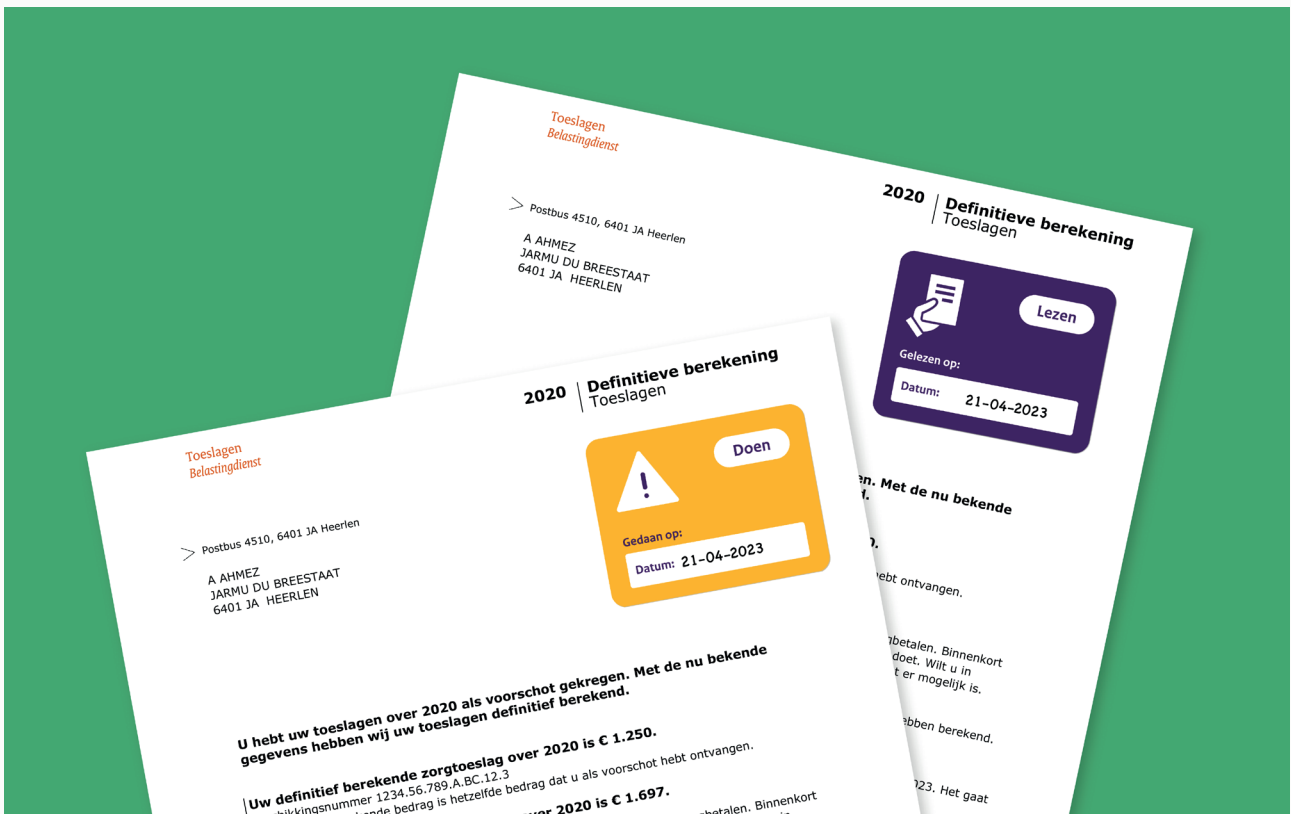 Toeslagen
Belastingdienst
2020 Definitieve berekening
Toeslagen
Postbus 4510, 6401 JA Heerlen
A AHMEZ
JARMU DU BREESTAAT
6401 JA HEERLEN
Lezen
Gelezen op:
Datum: 21-04-2023
en. Met de nu bekende
ebt ontvangen.
betalen. Binnenkort
doet. Wilt u in
t er mogelijk is.
ebben berekend.
023. Het gaat
Toeslagen
Belastingdienst
2020 Definitieve berekening
Toeslagen
Postbus 4510, 6401 JA Heerlen
A AHMEZ
JARMU DU BREESTAAT
6401 JA HEERLEN
!
Doen
Gedaan op:
Datum: 21-04-2023
U hebt uw toeslagen over 2020 als voorschot gekregen. Met de nu bekende
gegevens hebben wij uw toeslagen definitief berekend.
Uw definitief berekende zorgtoeslag over 2020 is € 1.250.
hikkingsnummer 1234.56.789.A.BC.12.3
ende bedrag is hetzelfde bedrag dat u als voorschot hebt ontvangen.
over 2020 is € 1.697.
betalen. Binnenkort